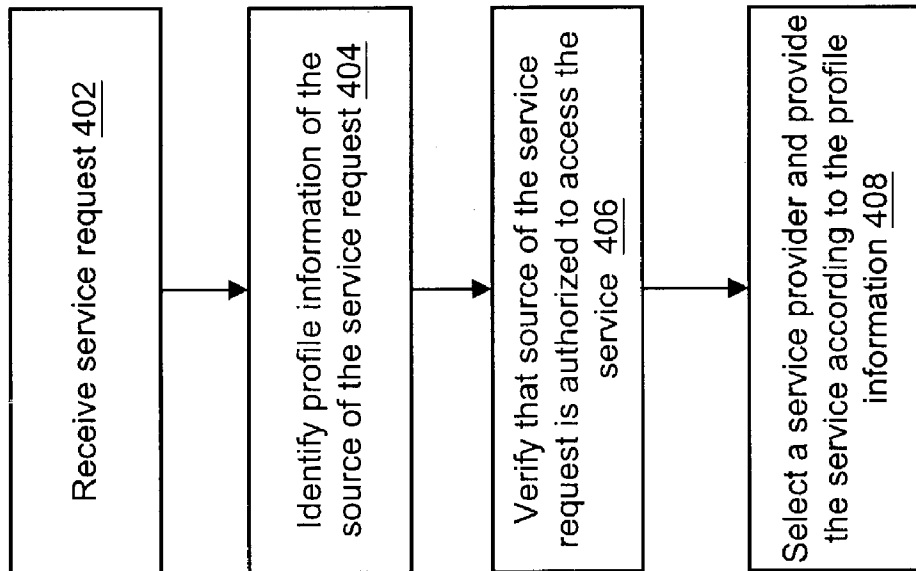 Receive service request 402
Identify profile information of the
source of the service request 404
Verify that source of the service
request is authorized to access the
service 406
Select a service provider and provide
the service according to the profile
information 408